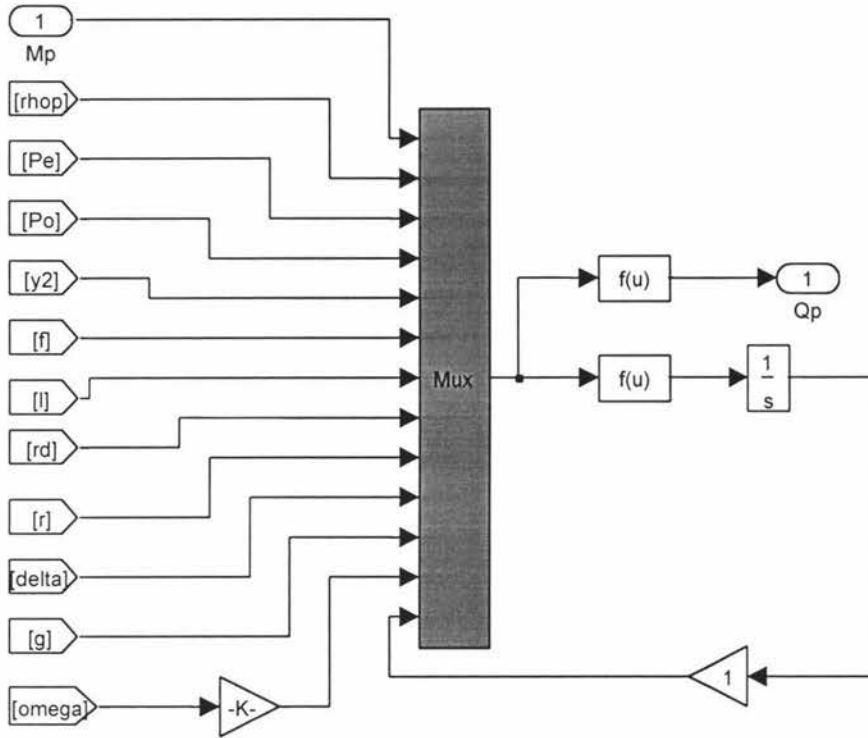 1
Mp
[rhop]
[Pe]
[Po]
[y2]
[f]
[l]
[rd]
[r]
[delta]
[g]
[omega]
-K-
Mux
f(u)
1
Qp
f(u)
1
s
1